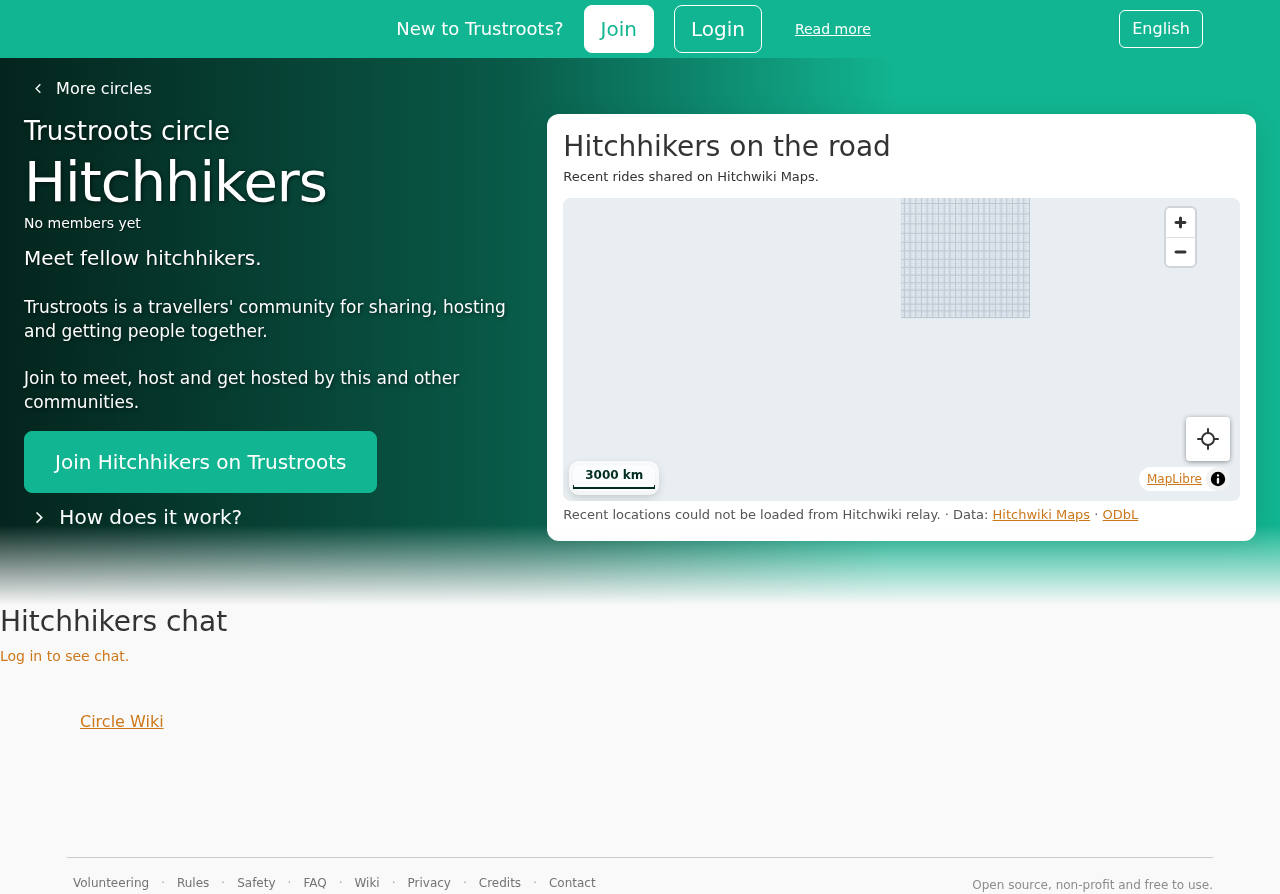 New to Trustroots? Join Login Read more English
More circles
Trustroots circle
Hitchhikers
No members yet
Meet fellow hitchhikers.
Trustroots is a travellers' community for sharing, hosting
and getting people together.
Join to meet, host and get hosted by this and other
communities.
Join Hitchhikers on Trustroots
How does it work?
Hitchhikers on the road
Recent rides shared on Hitchwiki Maps.
3000 km
MapLibre
Recent locations could not be loaded from Hitchwiki relay. · Data: Hitchwiki Maps · ODbL
Hitchhikers chat
Log in to see chat.
Circle Wiki
Volunteering · Rules · Safety · FAQ · Wiki · Privacy · Credits · Contact
Open source, non-profit and free to use.